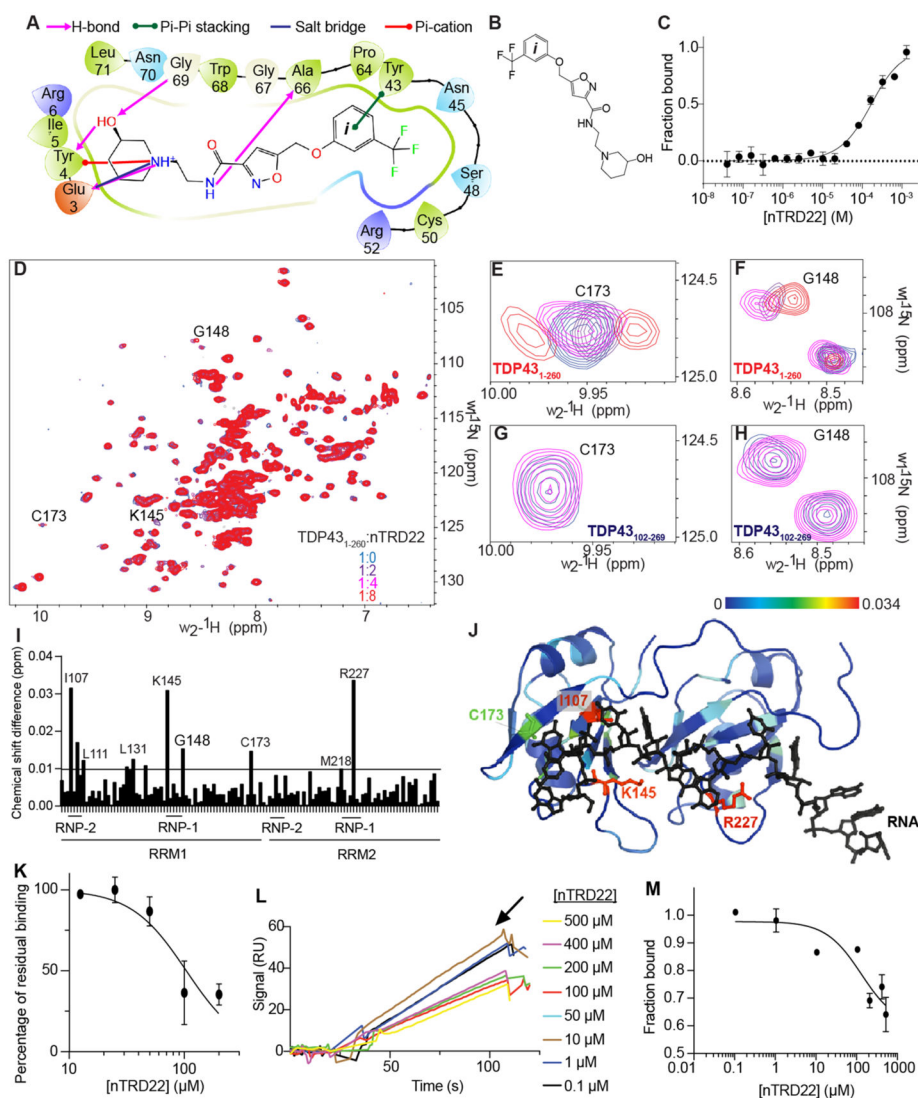 A
H-bond
Pi-Pi stacking
Salt bridge
Pi-cation
Leu 71
Asn 70
Gly 69
Trp 68
Gly 67
Ala 66
Pro 64
Tyr 43
Asn 45
Ser 48
Cys 50
Arg 52
Arg 6
Ile 5
Tyr 4
Glu 3
HO
NH+
O
N
H
N
O
O
i
F
F
F
B
F
F
F
i
O
O
N
O
HN
N
OH
C
Fraction bound
1.0
0.5
0.0
10-8
10-7
10-6
10-5
10-4
10-3
[nTRD22] (M)
D
G148
C173
K145
TDP431-260:nTRD22
1:0
1:2
1:4
1:8
105
110
115
120
125
130
w1-15N (ppm)
10
9
8
7
w2-1H (ppm)
E
C173
TDP431-260
124.5
125.0
10.00
9.95
w2-1H (ppm)
F
G148
TDP431-260
108
w1-15N (ppm)
8.6
8.5
w2-1H (ppm)
G
C173
TDP43102-269
124.5
125.0
10.00
9.95
w2-1H (ppm)
H
G148
TDP43102-269
108
w1-15N (ppm)
8.6
8.5
w2-1H (ppm)
I
Chemical shift difference (ppm)
0.04
0.03
0.02
0.01
0.00
I107
L111
L131
K145
G148
C173
M218
R227
RNP-2
RNP-1
RNP-2
RNP-1
RRM1
RRM2
0
0.034
J
C173
I107
K145
R227
RNA
K
Percentage of residual binding
100
50
0
10
100
[nTRD22] (µM)
L
Signal (RU)
60
40
20
0
50
100
Time (s)
[nTRD22]
500 µM
400 µM
200 µM
100 µM
50 µM
10 µM
1 µM
0.1 µM
M
Fraction bound
1.0
0.9
0.8
0.7
0.6
0.5
0.01
0.1
1
10
100
1000
[nTRD22] (µM)